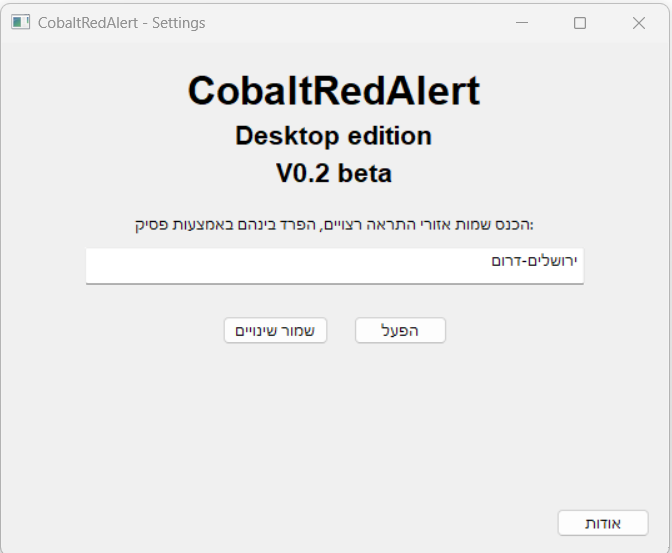 CobaltRedAlert - Settings
CobaltRedAlert
Desktop edition
V0.2 beta
הכנס שמות אזורי התראה רצויים, הפרד בינהם באמצעות פסיק:
ירושלים-דרום
הפעל
שמור שינויים
אודות